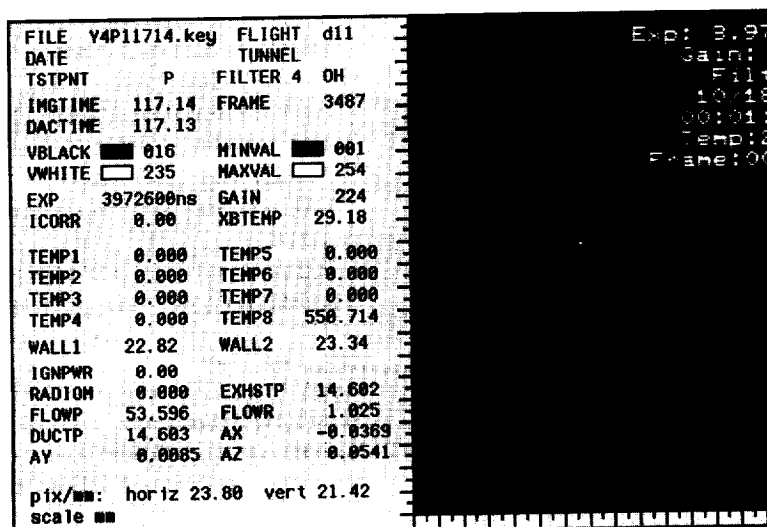 FILE Y4P11714.key FLIGHT d11
DATE TUNNEL
TSTPNT P FILTER 4 OH
IMGTIME 117.14 FRAME 3487
DACTIME 117.13
VBLACK 016 MINVAL 001
VWHITE 235 MAXVAL 254
EXP 3972600ns GAIN 224
ICORR 0.00 XBTEMP 29.18
TEMP1 0.000 TEMP5 0.000
TEMP2 0.000 TEMP6 0.000
TEMP3 0.000 TEMP7 0.000
TEMP4 0.000 TEMP8 550.714
WALL1 22.82 WALL2 23.34
IGNPWR 0.00
RADIOM 0.000 EXHSTP 14.602
FLOWP 53.596 FLOWR 1.025
DUCTP 14.603 AX -0.0369
AY 0.0085 AZ 0.0541
pix/mm: horiz 23.80 vert 21.42
scale mm
Exp: 3.97
Gain:
Filt
10/18
00:01:
Temp:2
Frame:00